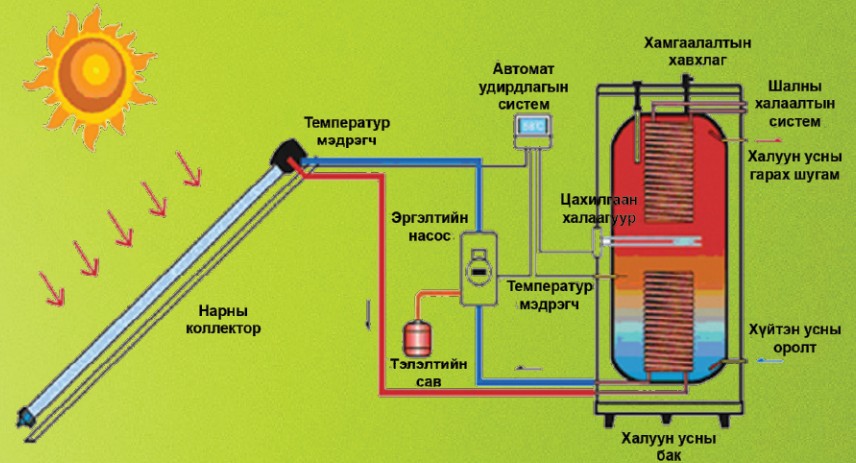 Хамгаалалтын
хавхлаг
Автомат
удирдлагын
систем
Шалны
халаалтын
систем
Температур
мэдрэгч
56°C
Халуун усны
гарах шугам
Цахилгаан
халаагуур
Эргэлтийн
насос
Температур
мэдрэгч
Нарны
коллектор
Хүйтэн усны
оролт
Тэлэлтийн
сав
Халуун усны
бак